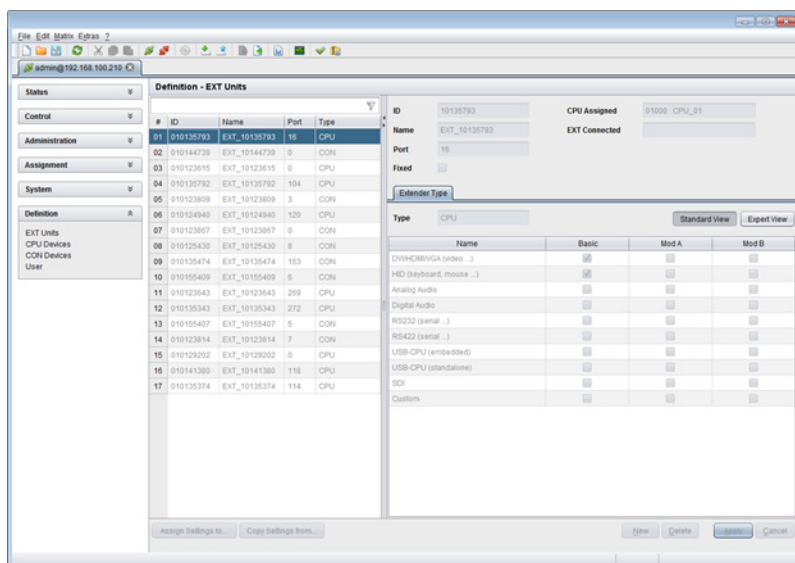 File Edit Matrix Extras ?
admin@192.168.100.210
Status
Control
Administration
Assignment
System
Definition
EXT Units
CPU Devices
CON Devices
User
Definition - EXT Units
# ID Name Port Type
01 010135793 EXT_10135793 16 CPU
02 010144739 EXT_10144739 0 CON
03 010123615 EXT_10123615 0 CPU
04 010135792 EXT_10135792 104 CPU
05 010123809 EXT_10123809 3 CON
06 010124940 EXT_10124940 120 CPU
07 010123867 EXT_10123867 0 CON
08 010125430 EXT_10125430 8 CON
09 010135474 EXT_10135474 153 CPU
10 010155409 EXT_10155409 6 CON
11 010123643 EXT_10123643 269 CPU
12 010135343 EXT_10135343 272 CPU
13 010155407 EXT_10155407 5 CON
14 010123814 EXT_10123814 7 CON
15 010129202 EXT_10129202 0 CPU
16 010141380 EXT_10141380 118 CPU
17 010135374 EXT_10135374 114 CPU
ID 10135793 CPU Assigned 01000 CPU_01
Name EXT_10135793 EXT Connected
Port 16
Fixed
Extender Type
Type CPU Standard View Expert View
Name Basic Mod A Mod B
DVI/HDMI/VGA (video ...)
HID (keyboard, mouse ...)
Analog Audio
Digital Audio
RS232 (serial ...)
RS422 (serial ...)
USB-CPU (embedded)
USB-CPU (standalone)
SDI
Custom
Assign Settings to... Copy Settings from... New Delete Apply Cancel